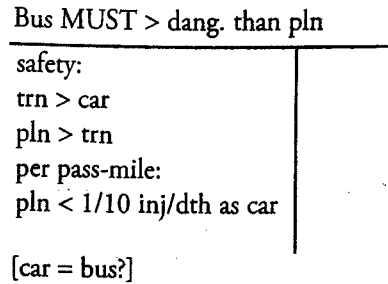 Bus MUST > dang. than pln
safety:
trn > car
pln > trn
per pass-mile:
pln < 1/10 inj/dth as car
[car = bus?]